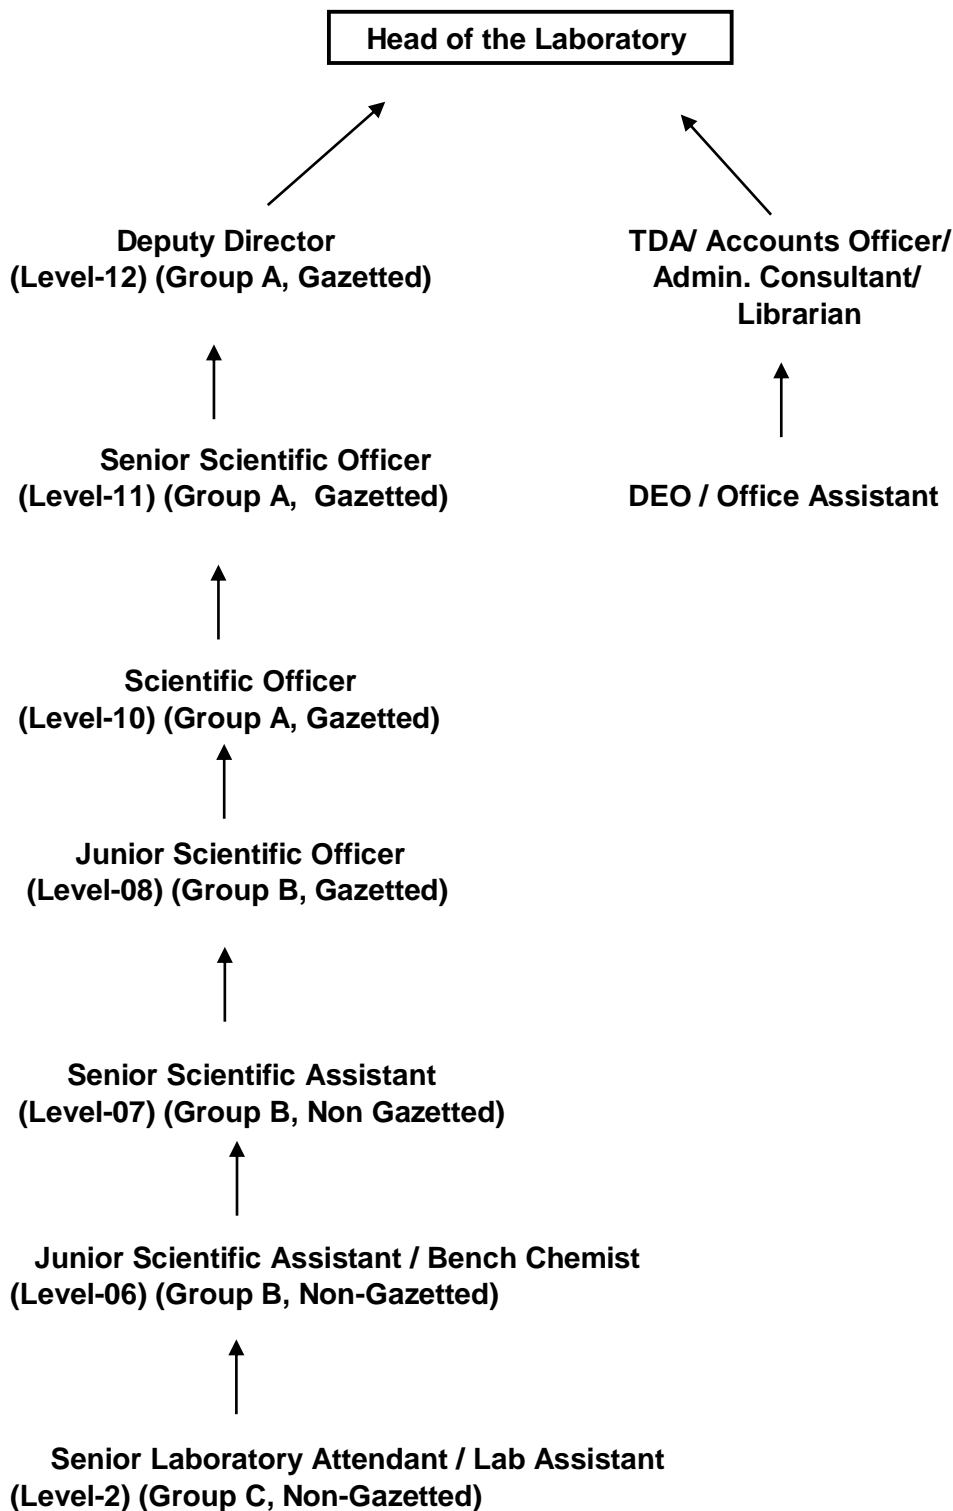 Head of the Laboratory
Deputy Director
(Level-12) (Group A, Gazetted)
TDA/ Accounts Officer/
Admin. Consultant/
Librarian
Senior Scientific Officer
(Level-11) (Group A,  Gazetted)
DEO / Office Assistant
Scientific Officer
(Level-10) (Group A, Gazetted)
Junior Scientific Officer
(Level-08) (Group B, Gazetted)
Senior Scientific Assistant
(Level-07) (Group B, Non Gazetted)
Junior Scientific Assistant / Bench Chemist
(Level-06) (Group B, Non-Gazetted)
Senior Laboratory Attendant / Lab Assistant
(Level-2) (Group C, Non-Gazetted)